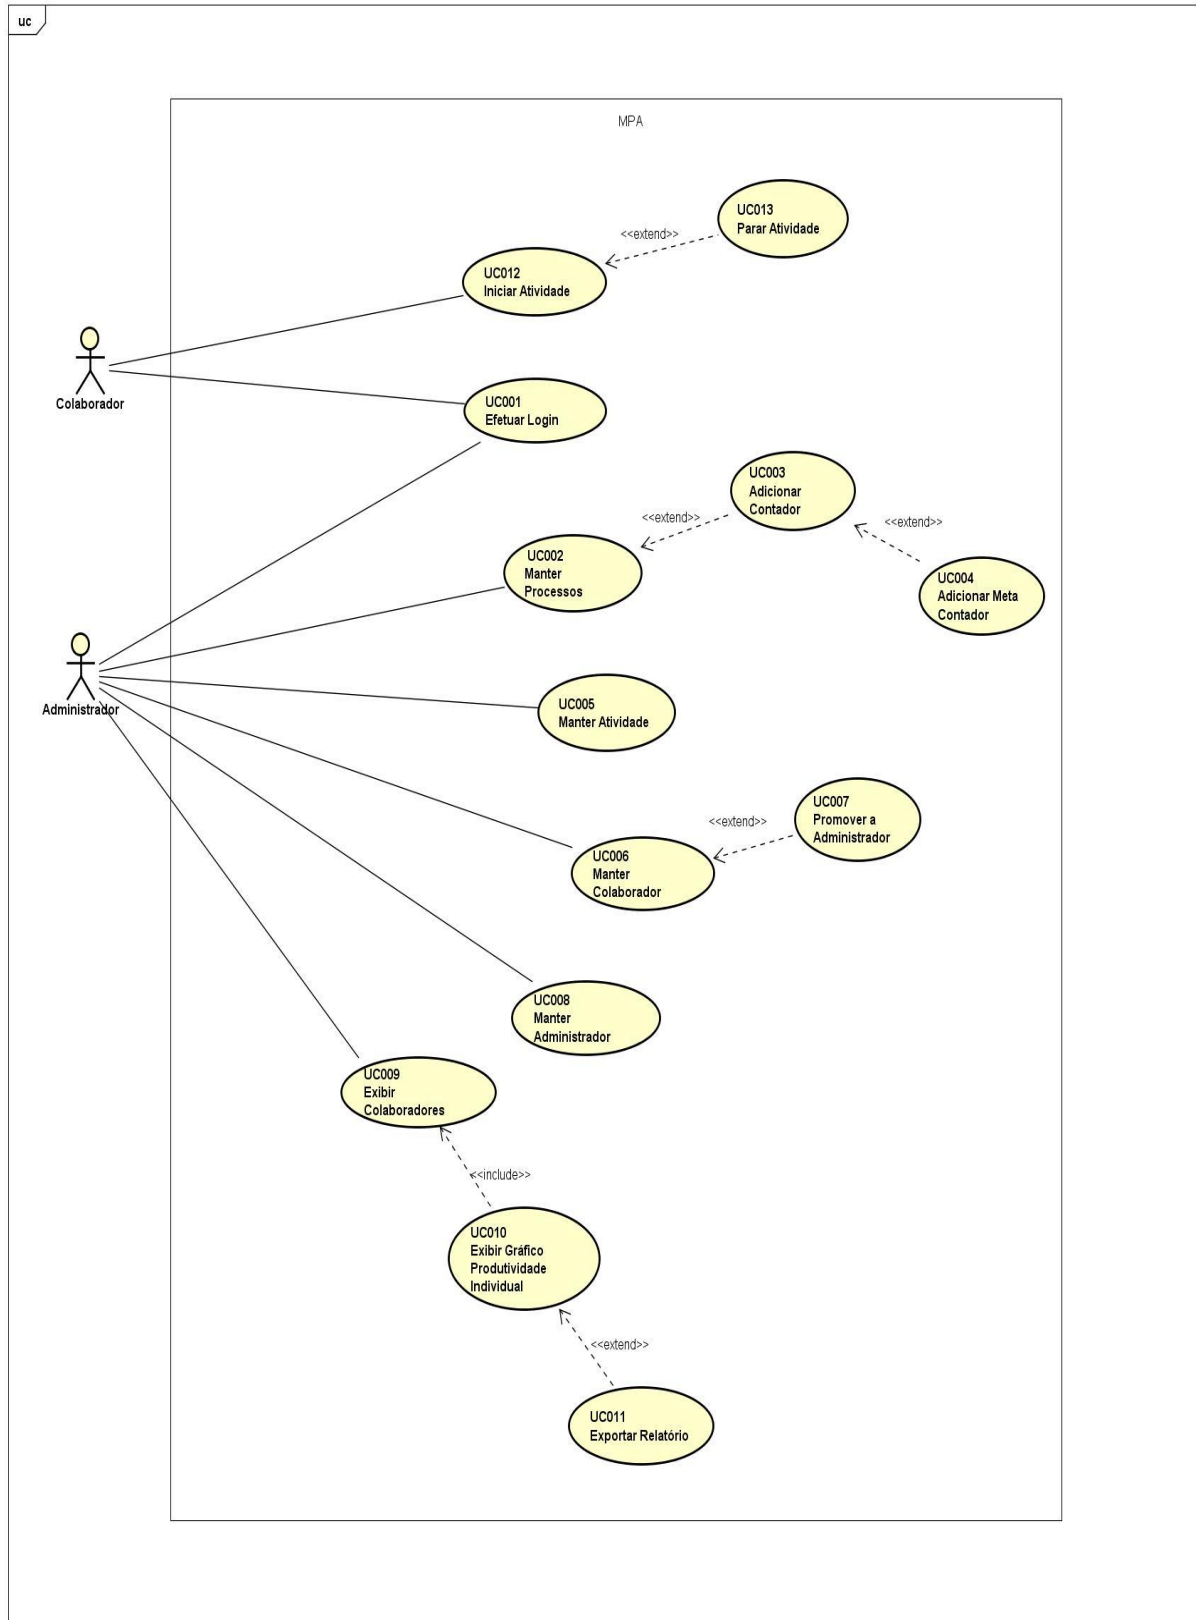 uc
MPA
UC013
Parar Atividade
<<extend>>
UC012
Iniciar Atividade
Colaborador
UC001
Efetuar Login
UC003
Adicionar
Contador
<<extend>>
<<extend>>
UC002
Manter
Processos
UC004
Adicionar Meta
Contador
Administrador
UC005
Manter Atividade
UC007
Promover a
Administrador
<<extend>>
UC006
Manter
Colaborador
UC008
Manter
Administrador
UC009
Exibir
Colaboradores
<<include>>
UC010
Exibir Gráfico
Produtividade
Individual
<<extend>>
UC011
Exportar Relatório